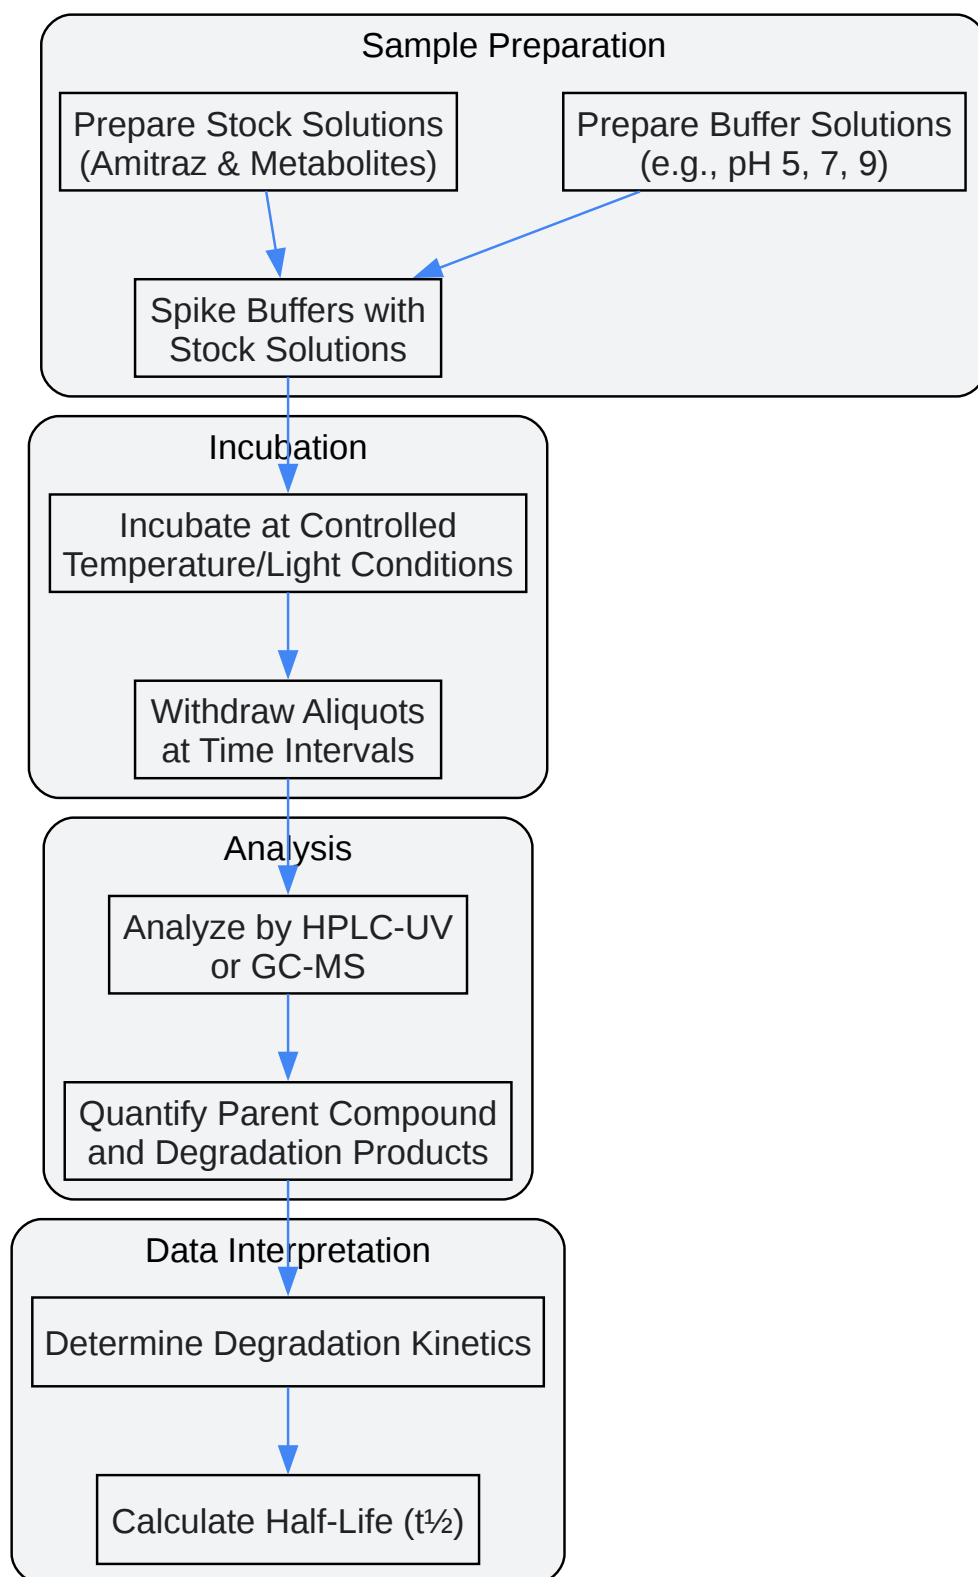 Sample Preparation
Prepare Stock Solutions
(Amitraz & Metabolites)
Prepare Buffer Solutions
(e.g., pH 5, 7, 9)
Spike Buffers with
Stock Solutions
Incubation
Incubate at Controlled
Temperature/Light Conditions
Withdraw Aliquots
at Time Intervals
Analysis
Analyze by HPLC-UV
or GC-MS
Quantify Parent Compound
and Degradation Products
Data Interpretation
Determine Degradation Kinetics
Calculate Half-Life (t½)